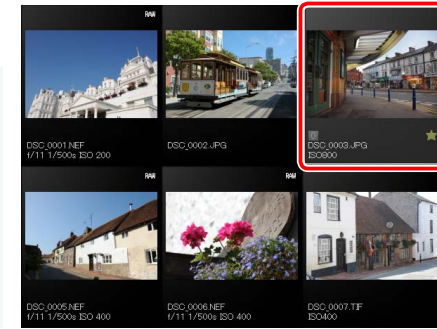 RAW
DSC_0001.NEF
f/11 1/500s ISO 200
DSC_0002.JPG
DSC_0003.JPG
ISO800
RAW
DSC_0005.NEF
f/11 1/500s ISO 400
RAW
DSC_0006.NEF
f/11 1/500s ISO 400
DSC_0007.TIF
ISO400